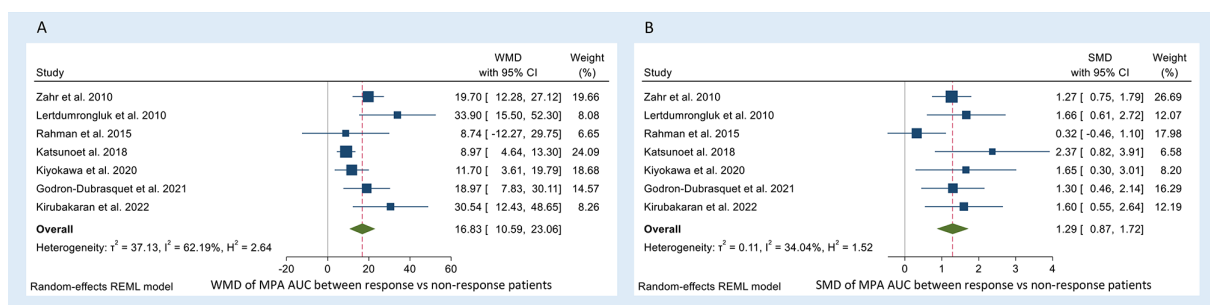 A
WMD Weight
Study with 95% CI (%)
Zahr et al. 2010 19.70 [ 12.28, 27.12] 19.66
Lertdumrongluk et al. 2010 33.90 [ 15.50, 52.30] 8.08
Rahman et al. 2015 8.74 [ -12.27, 29.75] 6.65
Katsunoet al. 2018 8.97 [ 4.64, 13.30] 24.09
Kiyokawa et al. 2020 11.70 [ 3.61, 19.79] 18.68
Godron-Dubrasquet et al. 2021 18.97 [ 7.83, 30.11] 14.57
Kirubakaran et al. 2022 30.54 [ 12.43, 48.65] 8.26
Overall 16.83 [ 10.59, 23.06]
Heterogeneity: τ² = 37.13, I² = 62.19%, H² = 2.64
-20 0 20 40 60
Random-effects REML model WMD of MPA AUC between response vs non-response patients
B
SMD Weight
Study with 95% CI (%)
Zahr et al. 2010 1.27 [ 0.75, 1.79] 26.69
Lertdumrongluk et al. 2010 1.66 [ 0.61, 2.72] 12.07
Rahman et al. 2015 0.32 [ -0.46, 1.10] 17.98
Katsunoet al. 2018 2.37 [ 0.82, 3.91] 6.58
Kiyokawa et al. 2020 1.65 [ 0.30, 3.01] 8.20
Godron-Dubrasquet et al. 2021 1.30 [ 0.46, 2.14] 16.29
Kirubakaran et al. 2022 1.60 [ 0.55, 2.64] 12.19
Overall 1.29 [ 0.87, 1.72]
Heterogeneity: τ² = 0.11, I² = 34.04%, H² = 1.52
0 1 2 3 4
Random-effects REML model SMD of MPA AUC between response vs non-response patients